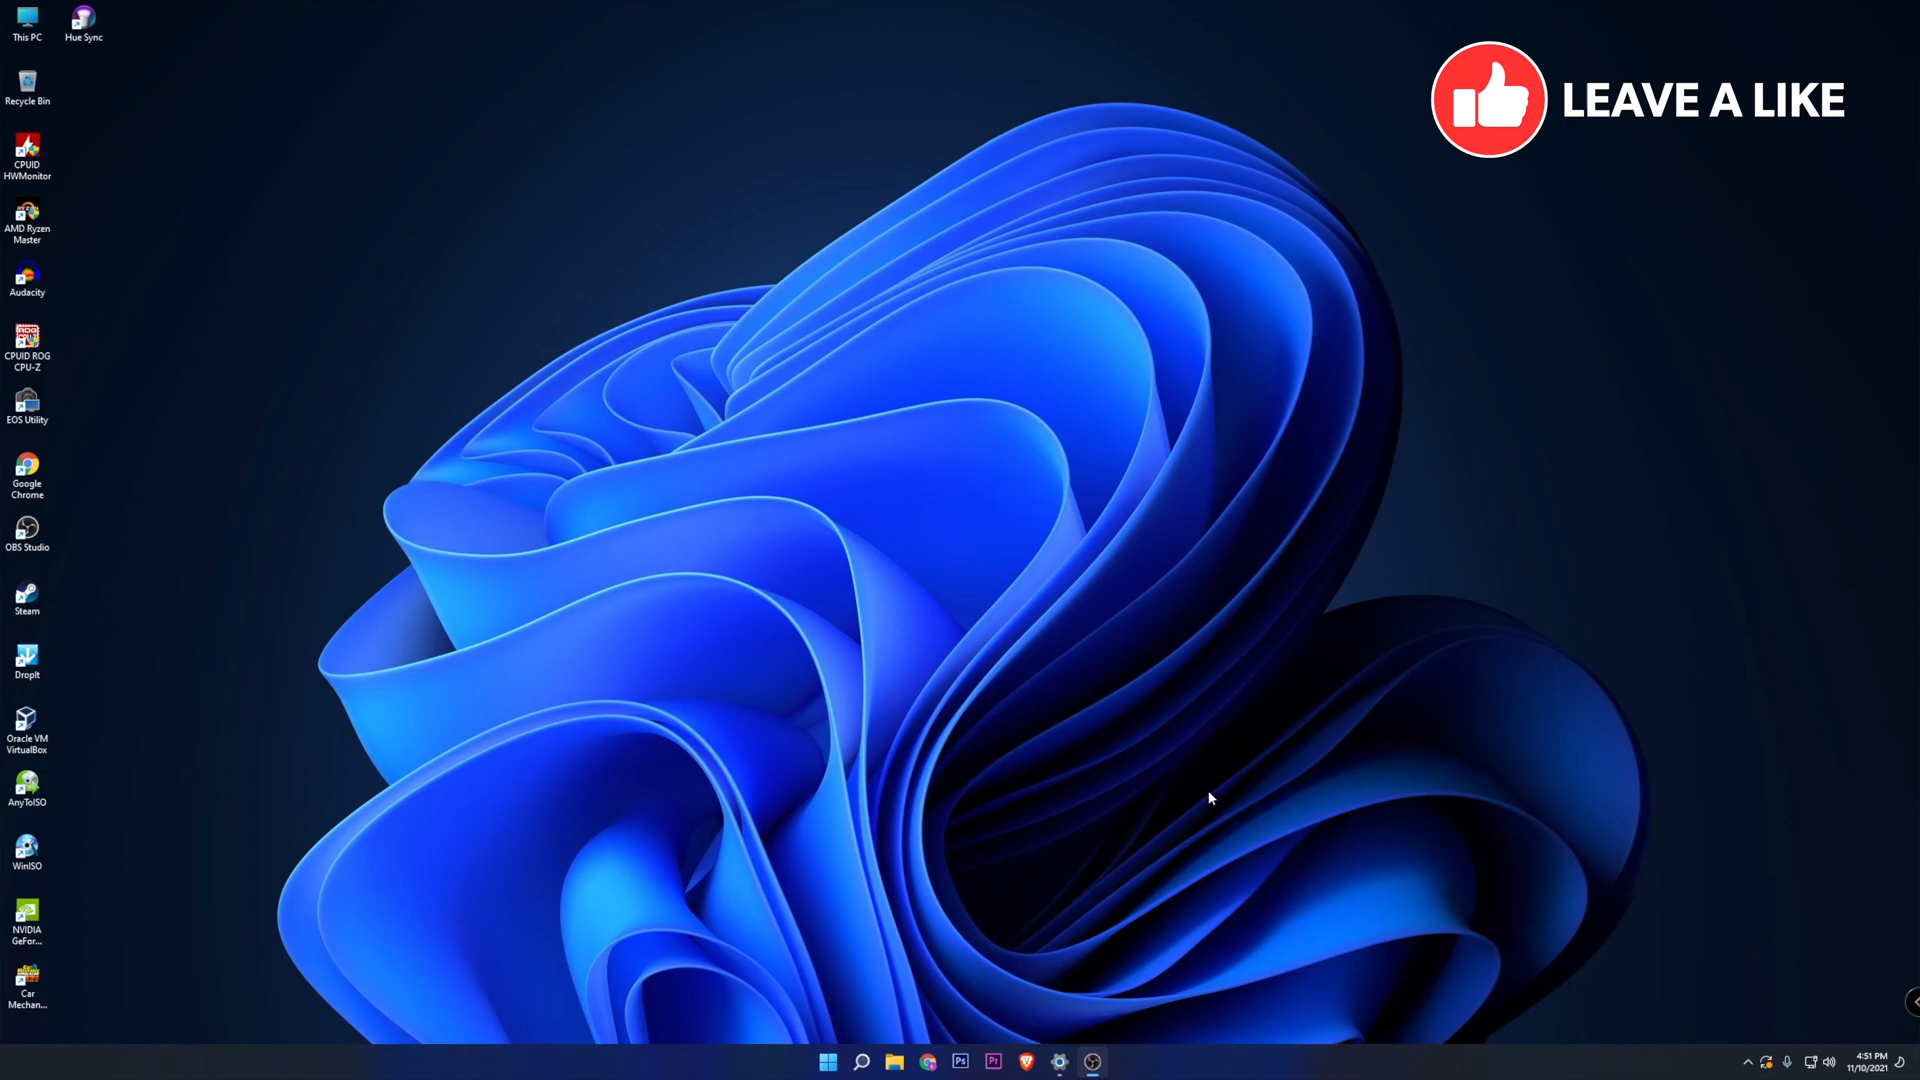 This PC
Hue Sync
Recycle Bin
CPUID
HWMonitor
AMD Ryzen
Master
Audacity
CPUID ROG
CPU-Z
EOS Utility
Google
Chrome
OBS Studio
Steam
DropIt
Oracle VM
VirtualBox
AnyToISO
WinISO
NVIDIA
GeFor...
Car
Mechan...
LEAVE A LIKE
Ps
Pr
4:51 PM
11/10/2021